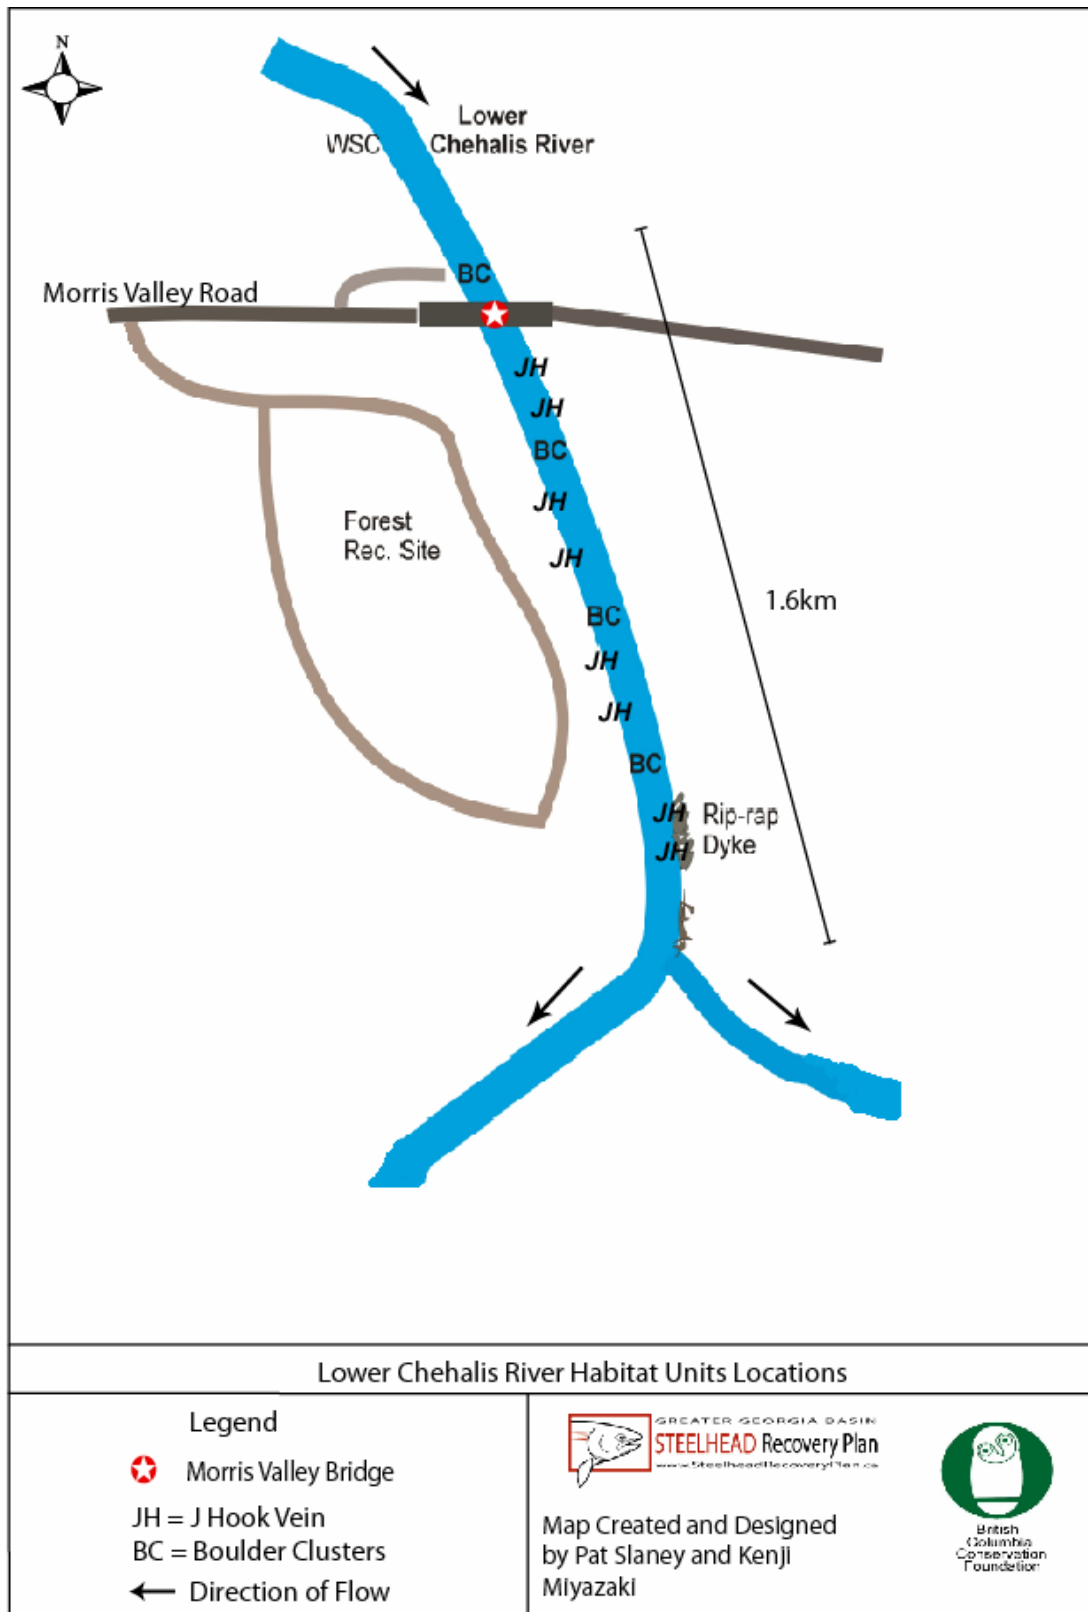 N
Lower
WSC Chehalis River
BC
Morris Valley Road
JH
JH
BC
JH
Forest
Rec. Site
JH
1.6km
BC
JH
JH
BC
JH Rip-rap
JH Dyke
Lower Chehalis River Habitat Units Locations
Legend
Morris Valley Bridge
JH = J Hook Vein
BC = Boulder Clusters
Direction of Flow
GREATER GEORGIA BASIN
STEELHEAD Recovery Plan
www.SteelheadRecoveryPlan.ca
Map Created and Designed
by Pat Slaney and Kenji
Miyazaki
British
Columbia
Conservation
Foundation